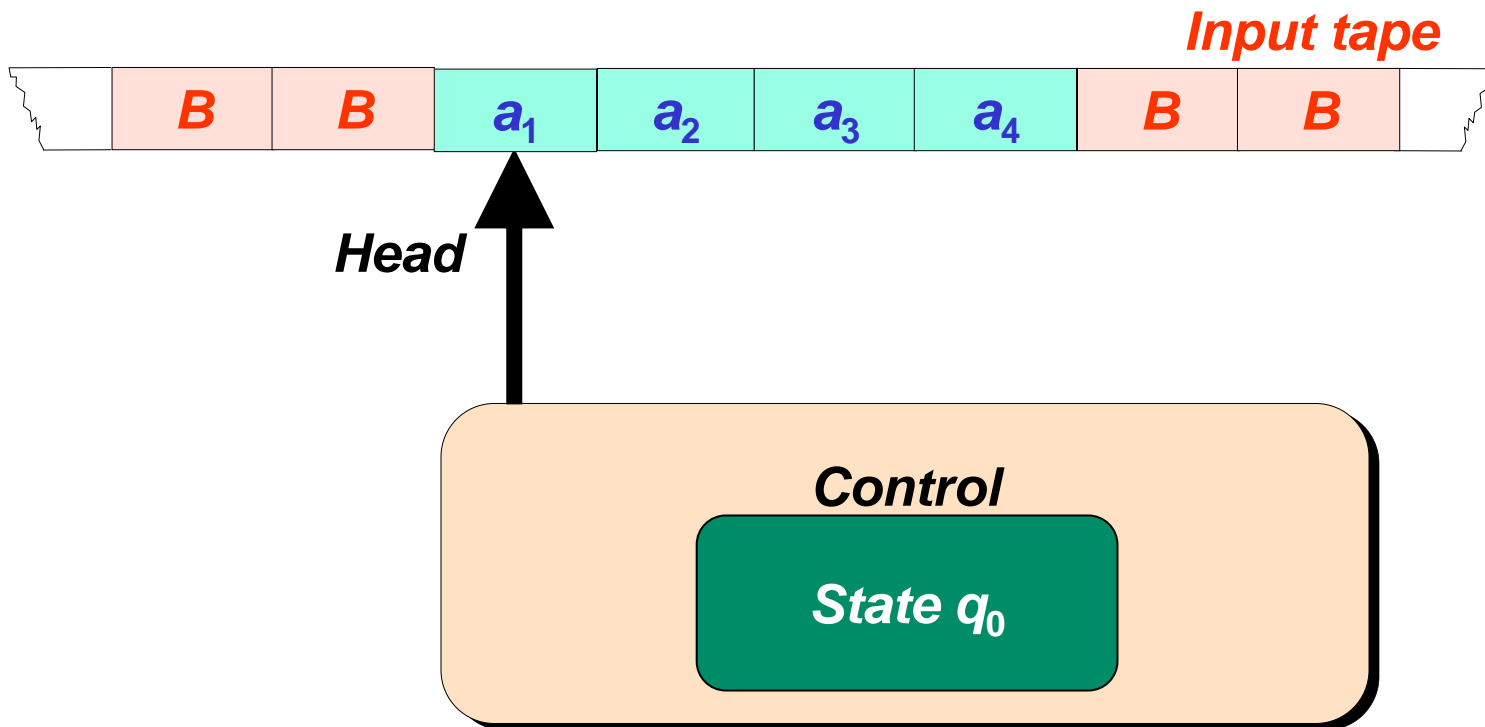 Input tape
B B a₁ a₂ a₃ a₄ B B
Head
Control
State q₀